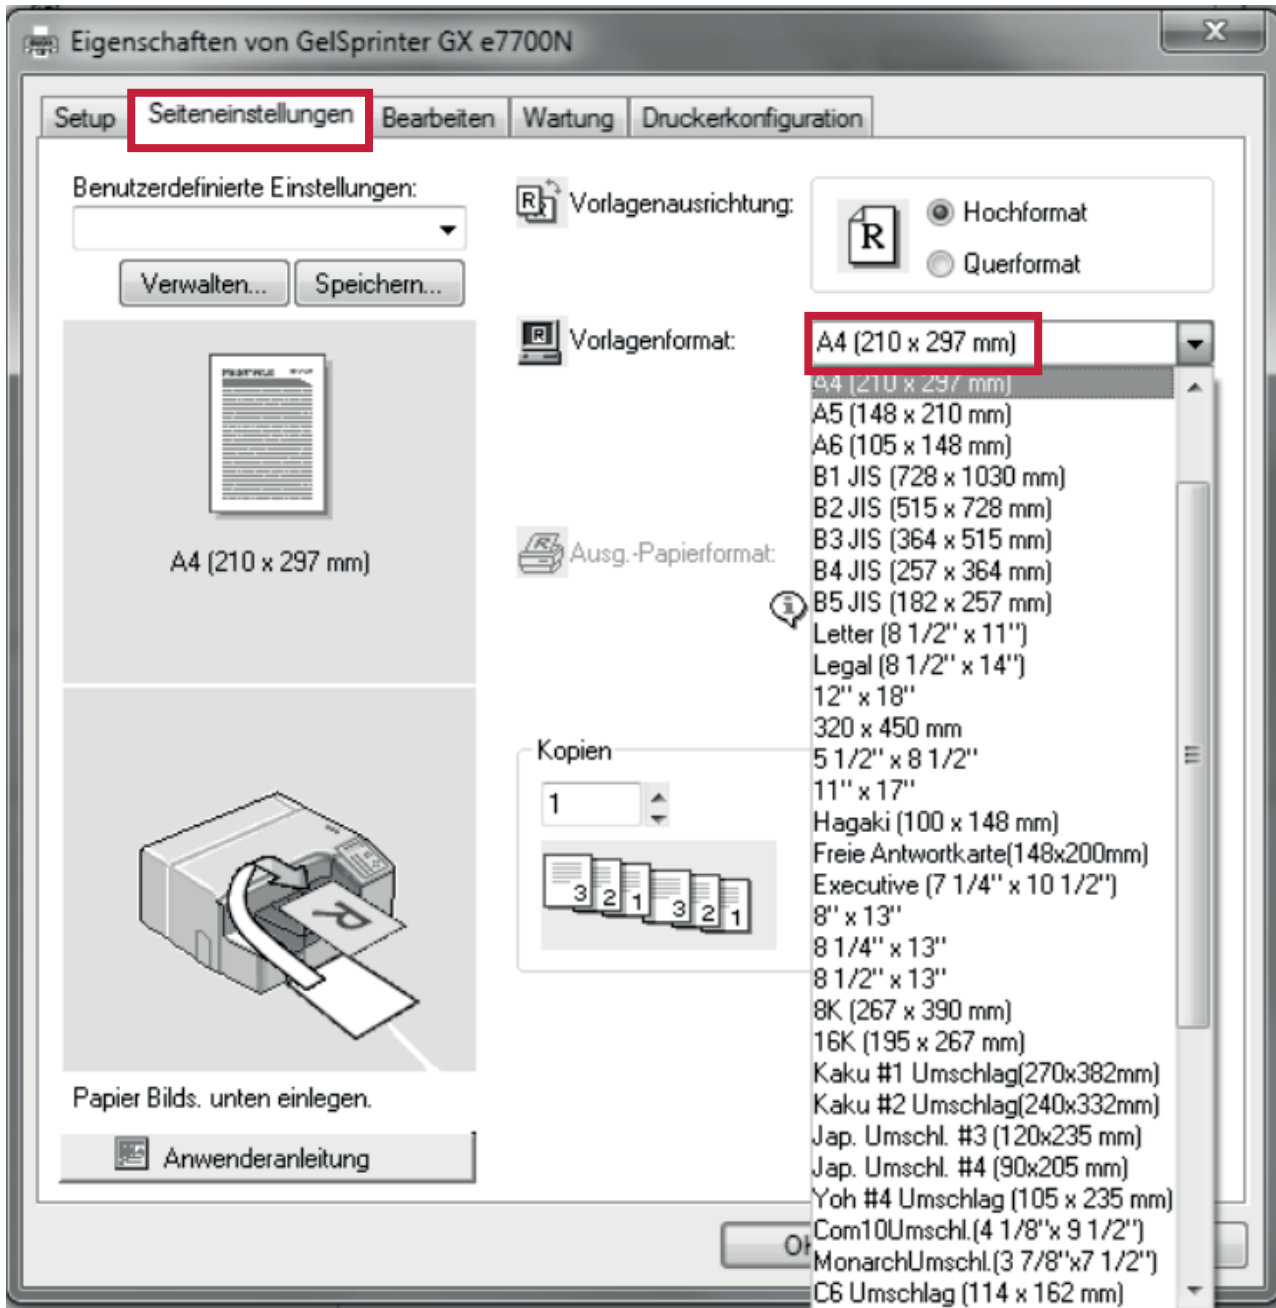 Eigenschaften von GelSprinter GX e7700N
Setup
Seiteneinstellungen
Bearbeiten
Wartung
Druckerkonfiguration
Benutzerdefinierte Einstellungen:
Verwalten...
Speichern...
A4 (210 x 297 mm)
Papier Bilds. unten einlegen.
Anwenderanleitung
Vorlagenausrichtung:
R
Hochformat
Querformat
Vorlagenformat:
A4 (210 x 297 mm)
A4 (210 x 297 mm)
A5 (148 x 210 mm)
A6 (105 x 148 mm)
B1 JIS (728 x 1030 mm)
B2 JIS (515 x 728 mm)
B3 JIS (364 x 515 mm)
B4 JIS (257 x 364 mm)
B5 JIS (182 x 257 mm)
Letter (8 1/2" x 11")
Legal (8 1/2" x 14")
12" x 18"
320 x 450 mm
5 1/2" x 8 1/2"
11" x 17"
Hagaki (100 x 148 mm)
Freie Antwortkarte(148x200mm)
Executive (7 1/4" x 10 1/2")
8" x 13"
8 1/4" x 13"
8 1/2" x 13"
8K (267 x 390 mm)
16K (195 x 267 mm)
Kaku #1 Umschlag(270x382mm)
Kaku #2 Umschlag(240x332mm)
Jap. Umschl. #3 (120x235 mm)
Jap. Umschl. #4 (90x205 mm)
Yoh #4 Umschlag (105 x 235 mm)
Com10Umschl.(4 1/8"x 9 1/2")
MonarchUmschl.(3 7/8"x7 1/2")
C6 Umschlag (114 x 162 mm)
Ausg.-Papierformat:
Kopien
1
3 2 1 3 2 1